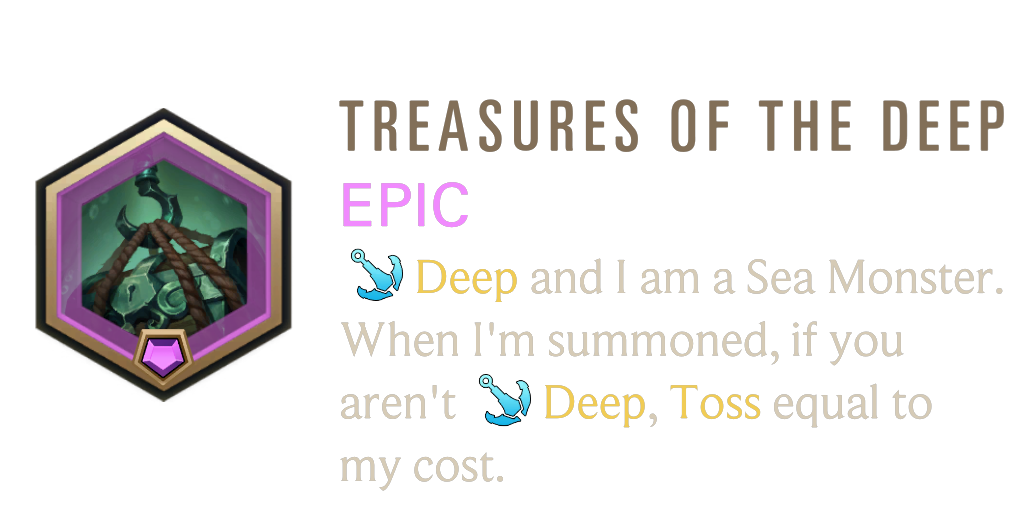 TREASURES OF THE DEEP
EPIC
Deep and I am a Sea Monster.
When I'm summoned, if you
aren't Deep, Toss equal to
my cost.